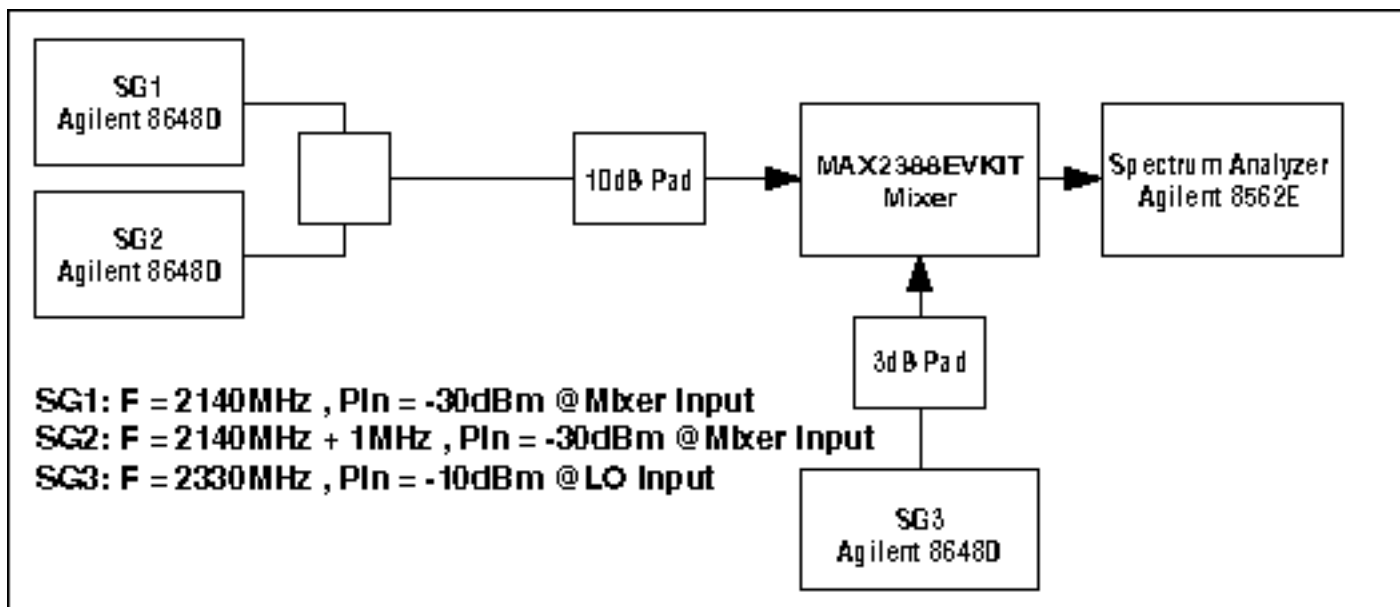 SG1
Agilent 8648D
SG2
Agilent 8648D
10dB Pad
MAX2388EVKIT
Mixer
Spectrum Analyzer
Agilent 8562E
3dB Pad
SG3
Agilent 8648D
SG1: F = 2140MHz , PIn = -30dBm @Mixer Input
SG2: F = 2140MHz + 1MHz , PIn = -30dBm @Mixer Input
SG3: F = 2330MHz , PIn = -10dBm @LO Input